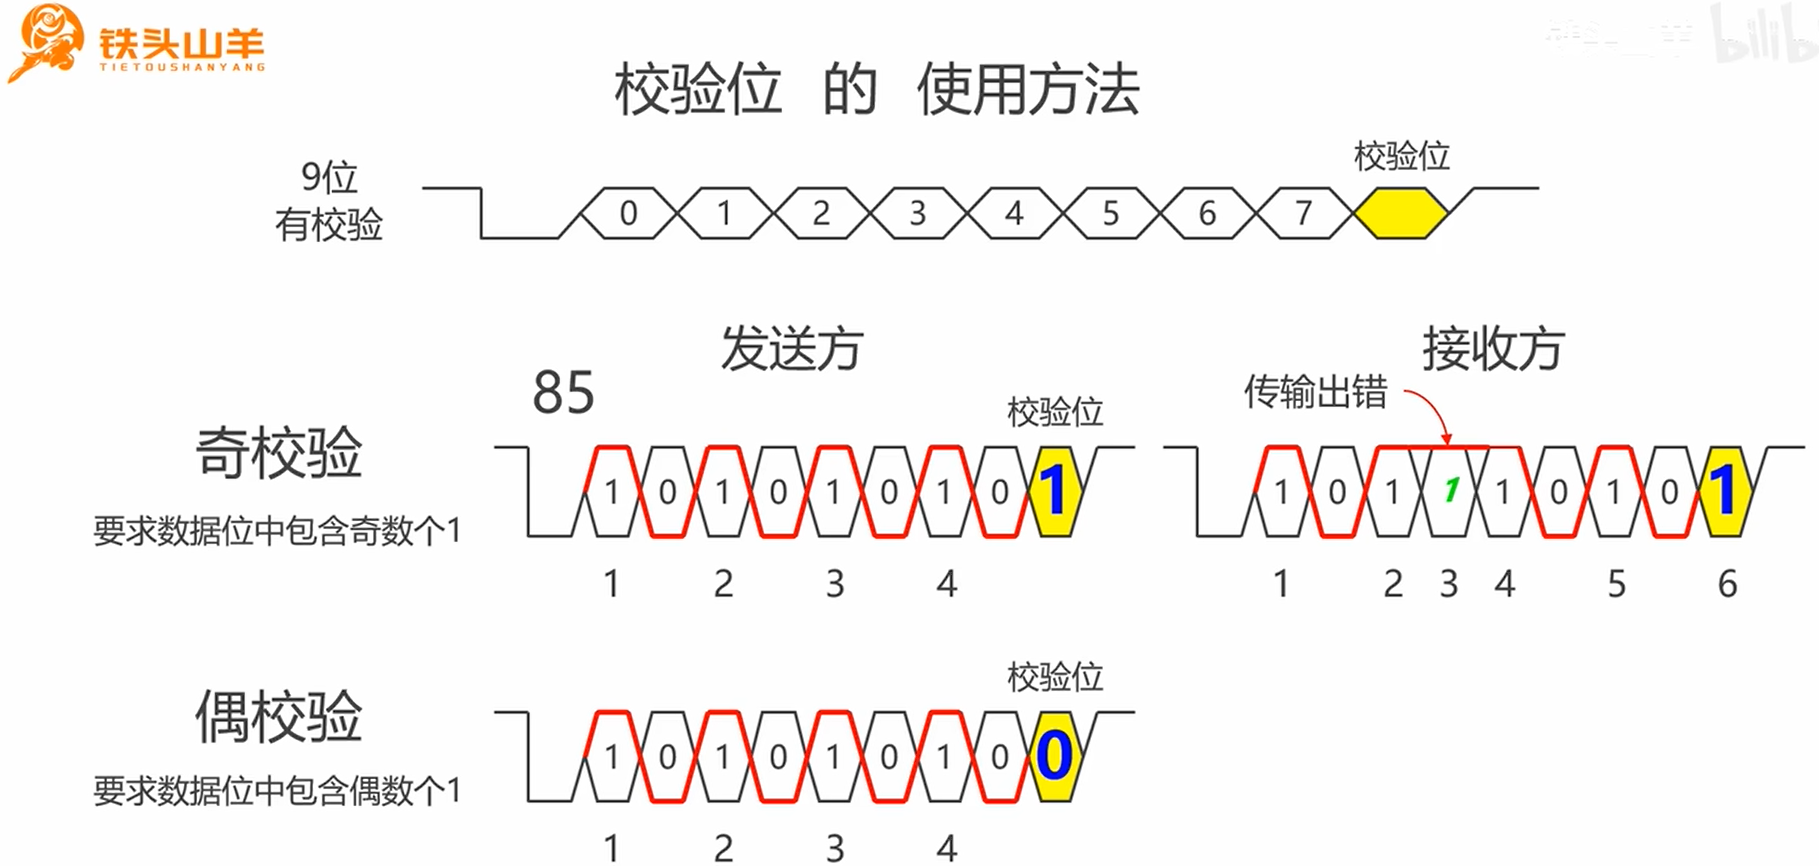 铁头山羊
TIETOUSHANYANG
bilib
校验位 的 使用方法
9位
有校验
校验位
0 1 2 3 4 5 6 7
发送方
接收方
85
传输出错
校验位
奇校验
要求数据位中包含奇数个1
1 0 1 0 1 0 1 0 1
1 0 1 1 1 0 1 0 1
1 2 3 4
1 2 3 4 5 6
校验位
偶校验
要求数据位中包含偶数个1
1 0 1 0 1 0 1 0 0
1 2 3 4